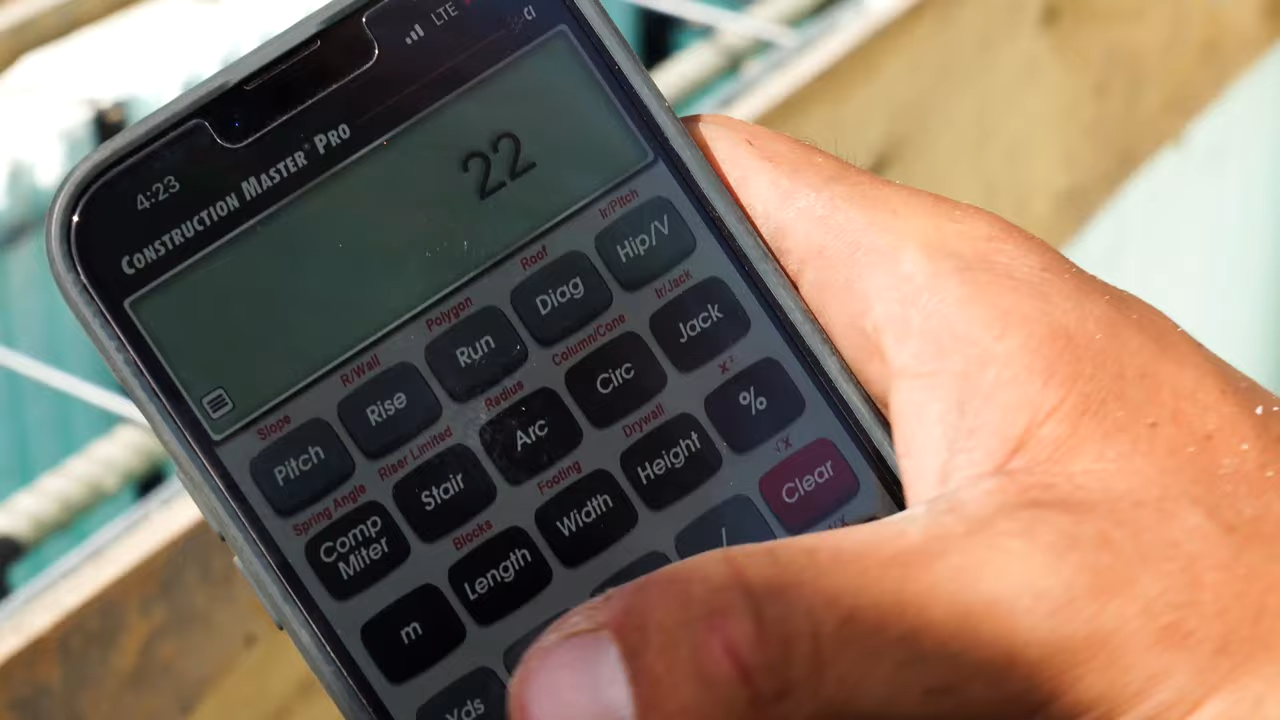 LTE
4:23
CONSTRUCTION MASTER® PRO
22
Slope R/Wall Polygon Roof Ir/Pitch
Pitch Rise Run Diag Hip/V
Spring Angle Riser Limited Radius Column/Cone Ir/Jack
Comp Miter Stair Arc Circ Jack
Blocks Footing Drywall x²
m Length Width Height %
√x
Yds / Clear